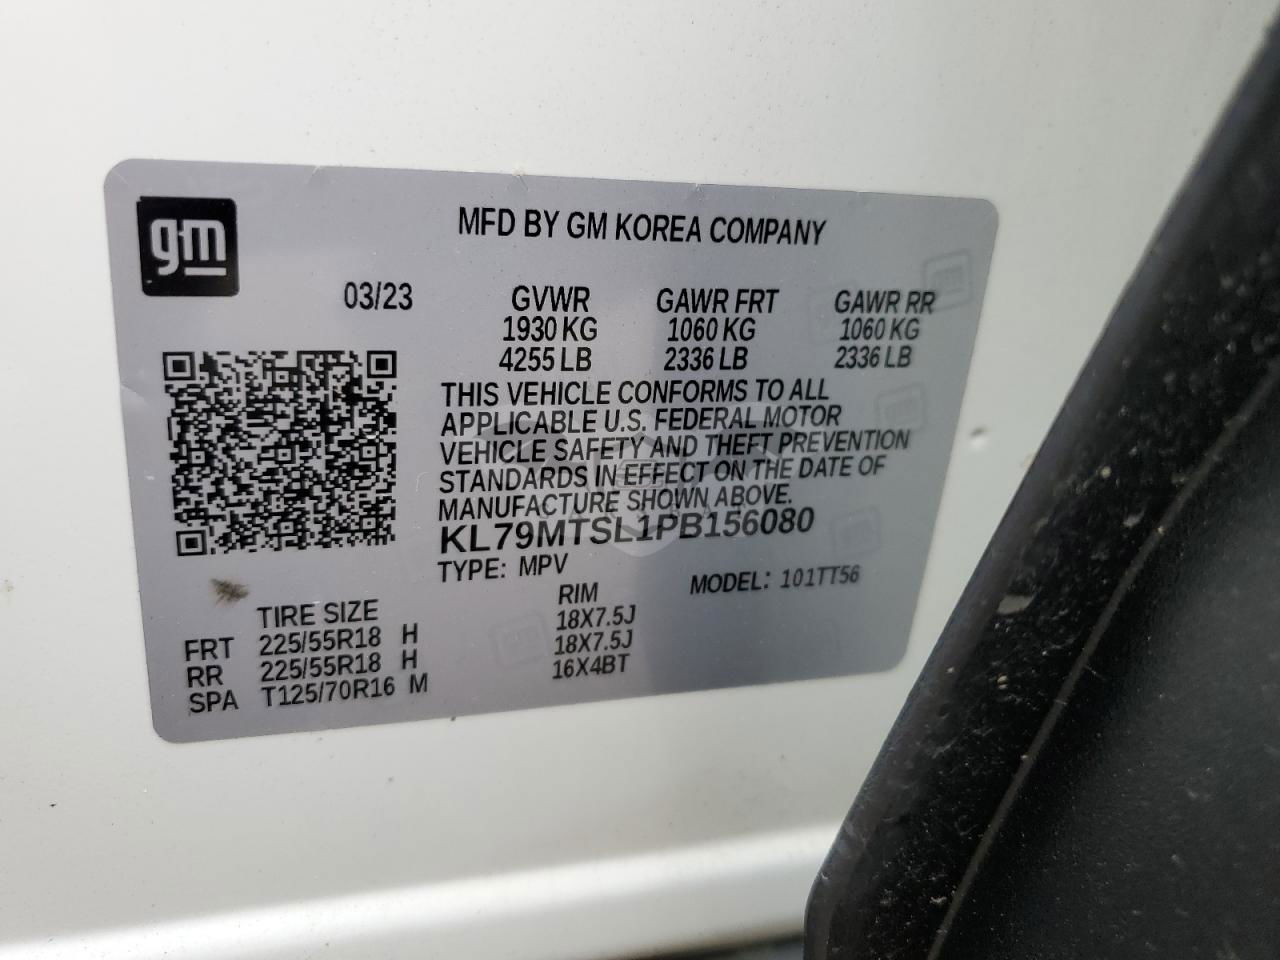 gm
MFD BY GM KOREA COMPANY
03/23 GVWR GAWR FRT GAWR RR
1930 KG 1060 KG 1060 KG
4255 LB 2336 LB 2336 LB
THIS VEHICLE CONFORMS TO ALL
APPLICABLE U.S. FEDERAL MOTOR
VEHICLE SAFETY AND THEFT PREVENTION
STANDARDS IN EFFECT ON THE DATE OF
MANUFACTURE SHOWN ABOVE.
KL79MTSL1PB156080
TYPE: MPV MODEL: 101TT56
TIRE SIZE RIM
FRT 225/55R18 H 18X7.5J
RR 225/55R18 H 18X7.5J
SPA T125/70R16 M 16X4BT